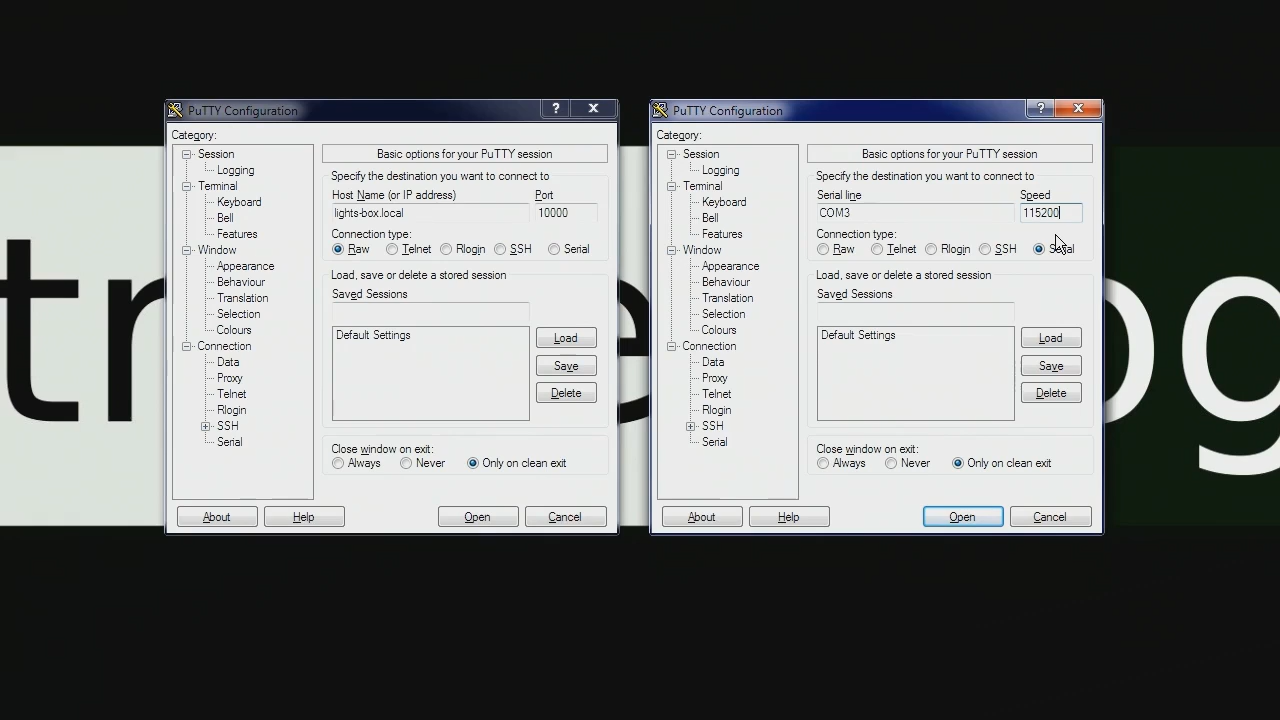 PuTTY Configuration
?
Category:
Session
Logging
Terminal
Keyboard
Bell
Features
Window
Appearance
Behaviour
Translation
Selection
Colours
Connection
Data
Proxy
Telnet
Rlogin
SSH
Serial
Basic options for your PuTTY session
Specify the destination you want to connect to
Host Name (or IP address) Port
lights-box.local 10000
Connection type:
Raw Telnet Rlogin SSH Serial
Load, save or delete a stored session
Saved Sessions
Default Settings
Load
Save
Delete
Close window on exit:
Always Never Only on clean exit
About Help Open Cancel
PuTTY Configuration
?
Category:
Session
Logging
Terminal
Keyboard
Bell
Features
Window
Appearance
Behaviour
Translation
Selection
Colours
Connection
Data
Proxy
Telnet
Rlogin
SSH
Serial
Basic options for your PuTTY session
Specify the destination you want to connect to
Serial line Speed
COM3 115200
Connection type:
Raw Telnet Rlogin SSH Serial
Load, save or delete a stored session
Saved Sessions
Default Settings
Load
Save
Delete
Close window on exit:
Always Never Only on clean exit
About Help Open Cancel